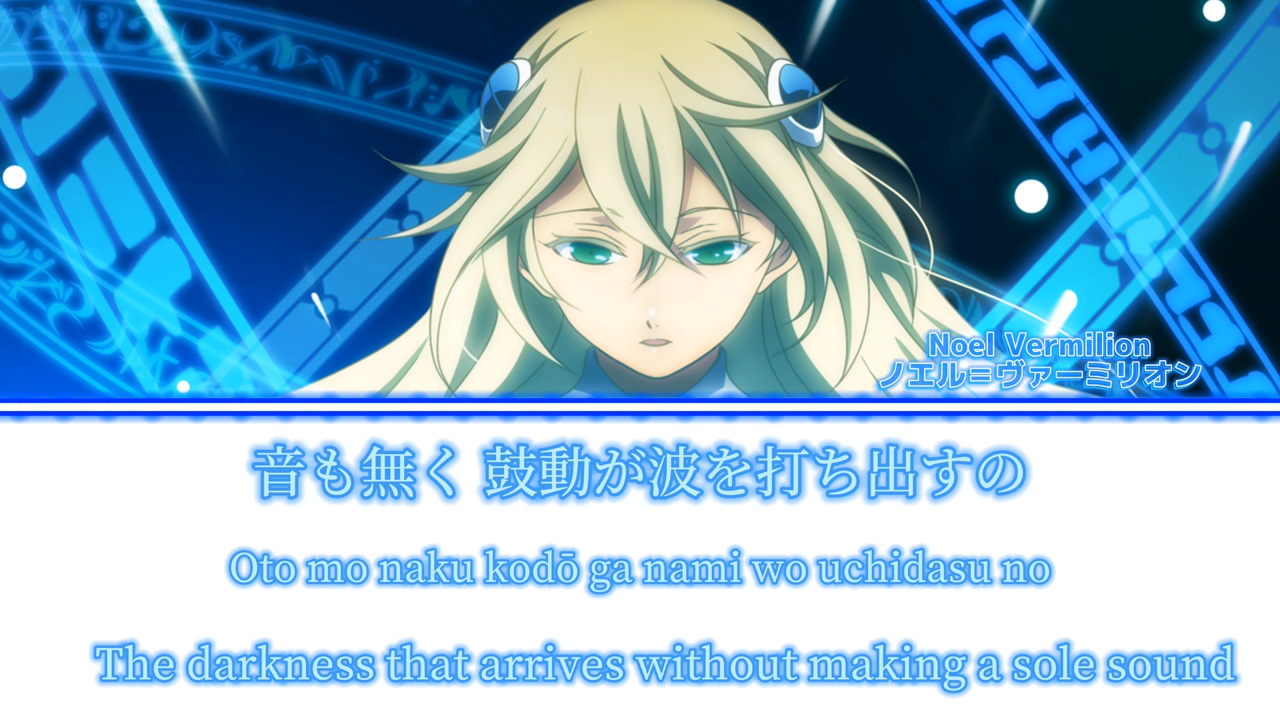 Noel Vermilion
ノエル=ヴァーミリオン
音も無く 鼓動が波を打ち出すの
Oto mo naku kodō ga nami wo uchidasu no
The darkness that arrives without making a sole sound